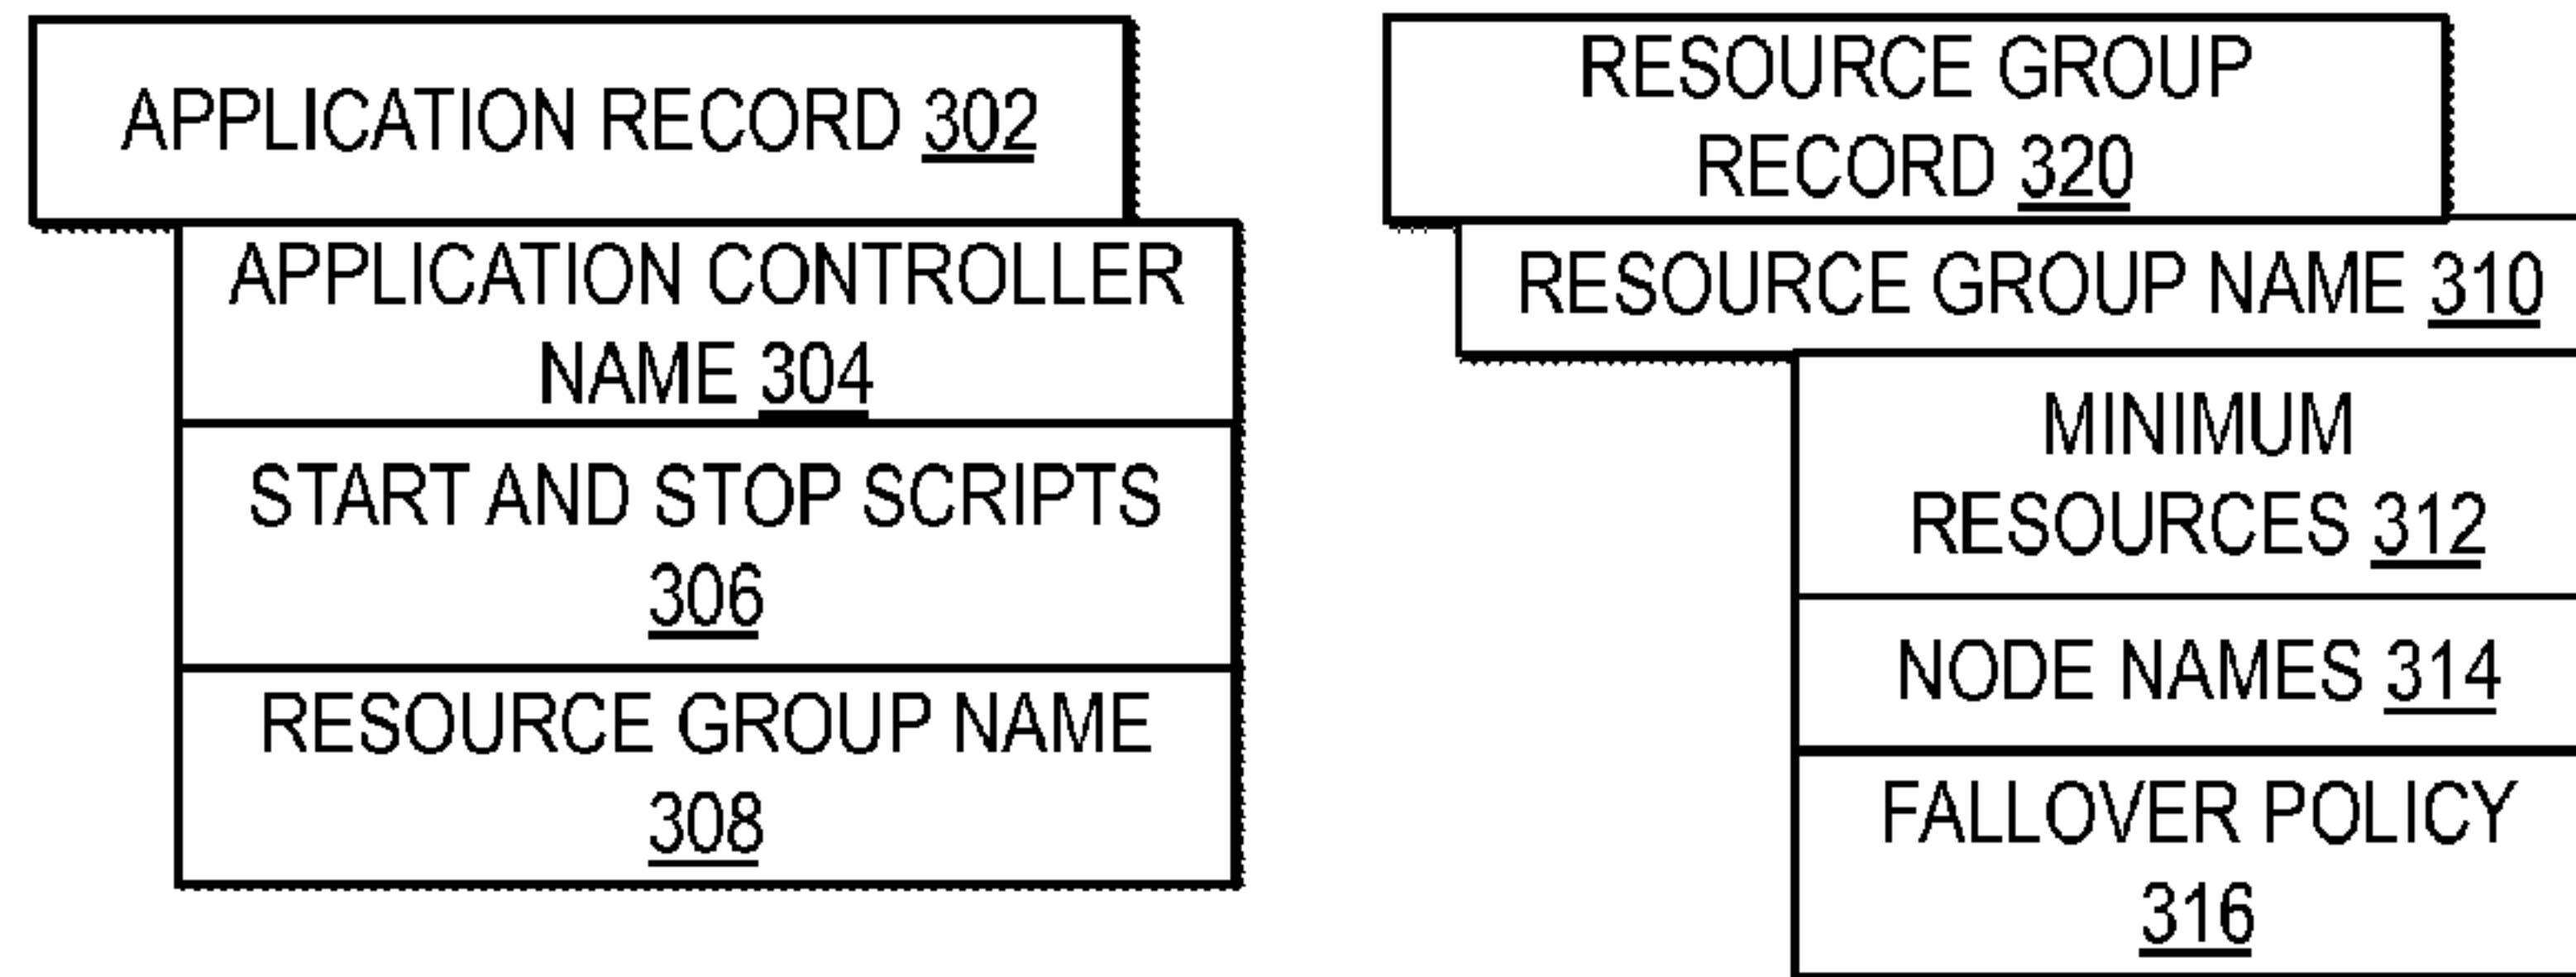 APPLICATION RECORD 302
APPLICATION CONTROLLER
NAME 304
START AND STOP SCRIPTS
306
RESOURCE GROUP NAME
308
RESOURCE GROUP
RECORD 320
RESOURCE GROUP NAME 310
MINIMUM
RESOURCES 312
NODE NAMES 314
FALLOVER POLICY
316